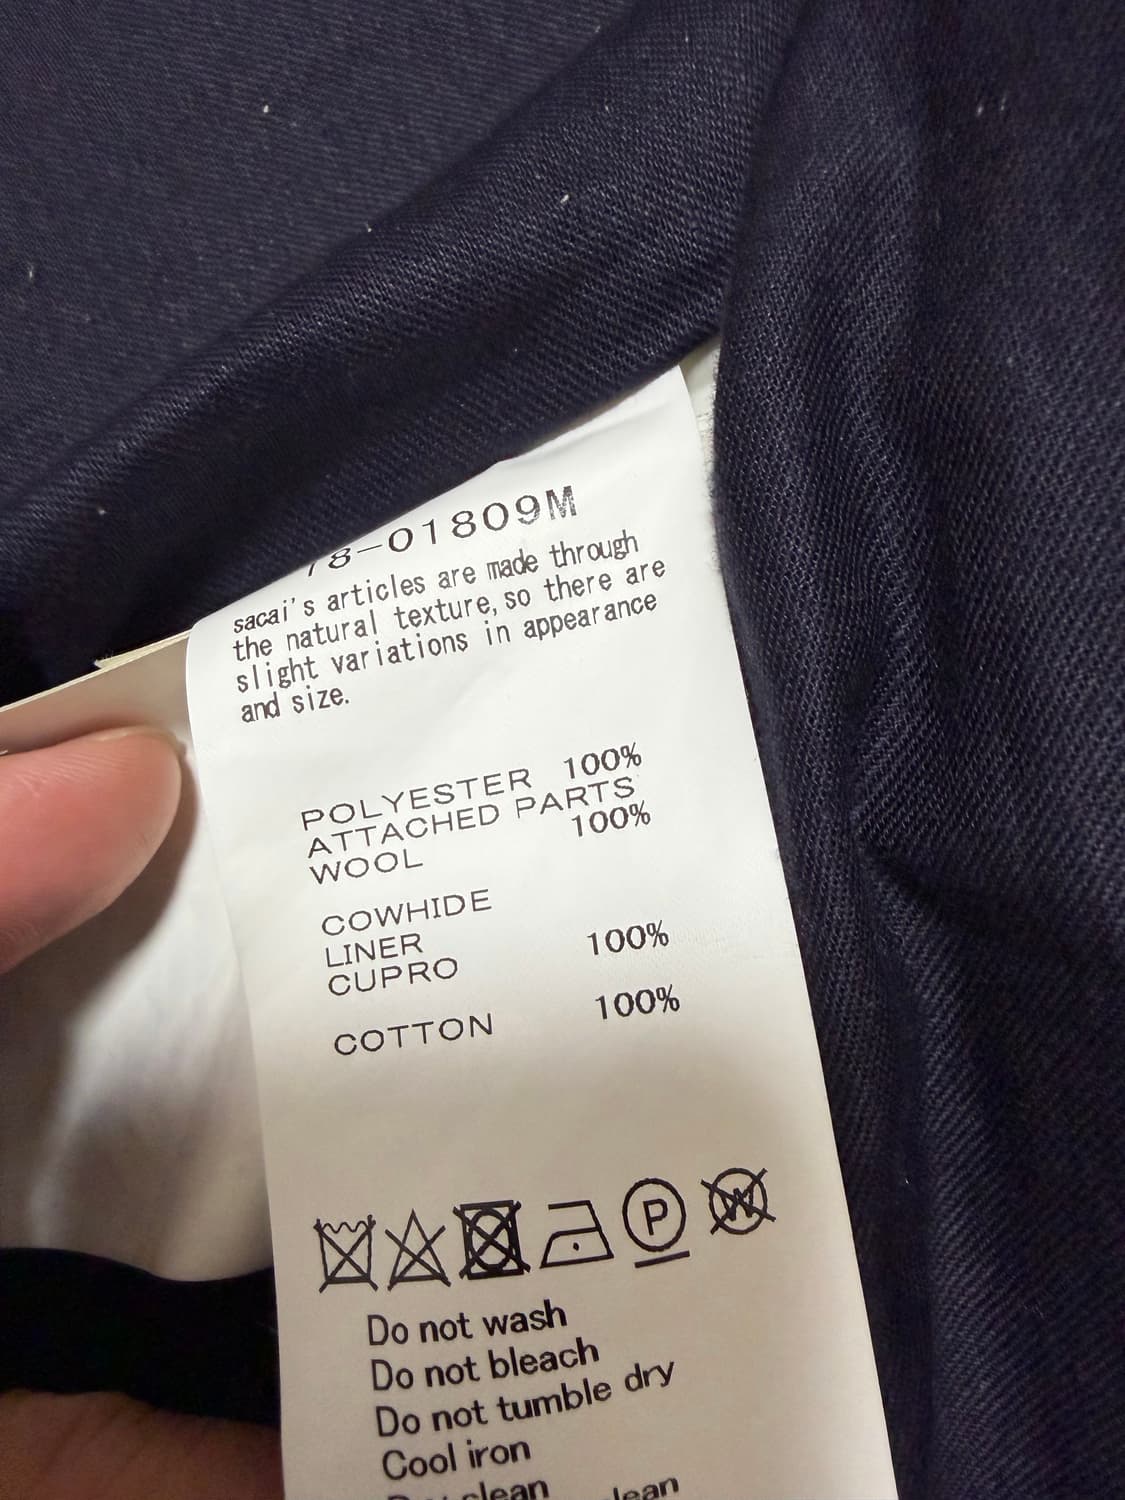 8-01809M
sacai's articles are made through
the natural texture, so there are
slight variations in appearance
and size.
POLYESTER 100%
ATTACHED PARTS
WOOL 100%
COWHIDE
LINER
CUPRO 100%
COTTON 100%
P
W
Do not wash
Do not bleach
Do not tumble dry
Cool iron